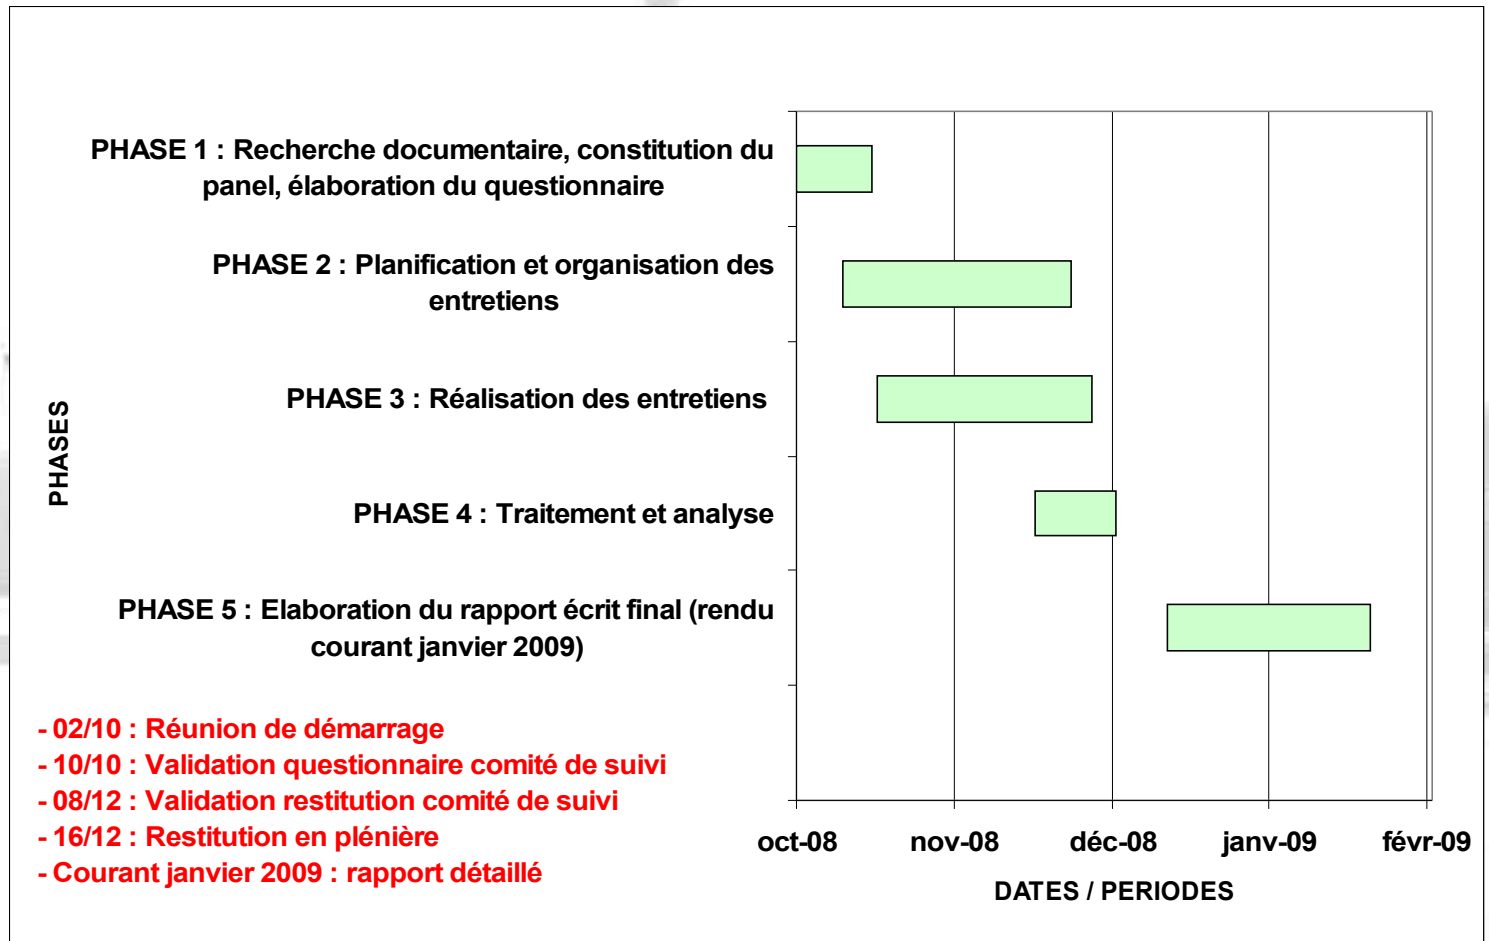 PHASE 1 : Recherche documentaire, constitution du
panel, élaboration du questionnaire
PHASE 2 : Planification et organisation des
entretiens
PHASE 3 : Réalisation des entretiens
PHASE 4 : Traitement et analyse
PHASE 5 : Elaboration du rapport écrit final (rendu
courant janvier 2009)
PHASES
- 02/10 : Réunion de démarrage
- 10/10 : Validation questionnaire comité de suivi
- 08/12 : Validation restitution comité de suivi
- 16/12 : Restitution en plénière
- Courant janvier 2009 : rapport détaillé
oct-08 nov-08 déc-08 janv-09 févr-09
DATES / PERIODES